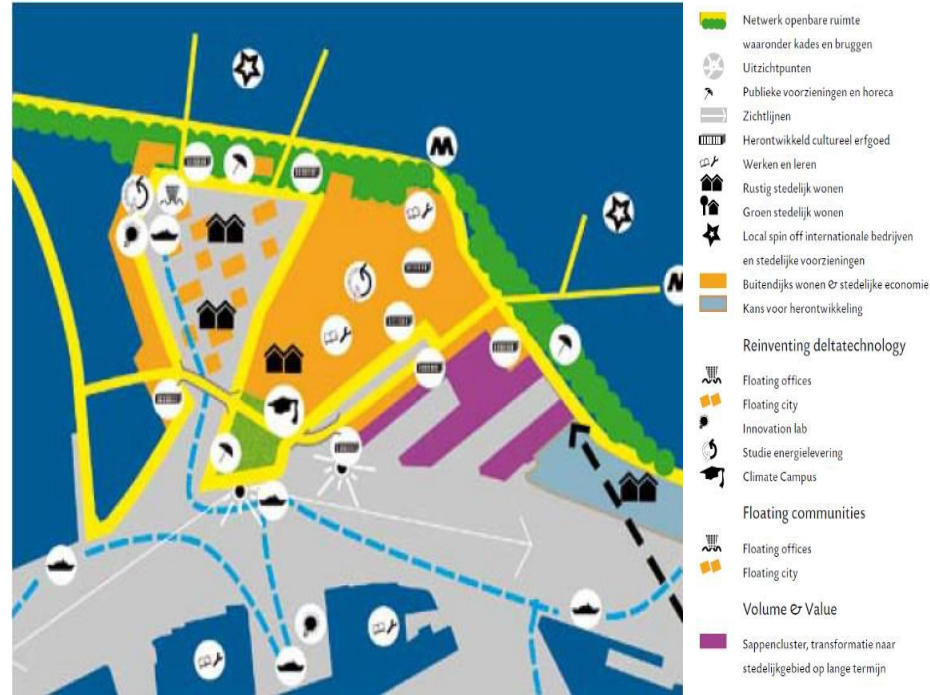 M
M
Netwerk openbare ruimte
waaronder kades en bruggen
Uitzichtpunten
Publieke voorzieningen en horeca
Zichtlijnen
Herontwikkeld cultureel erfgoed
Werken en leren
Rustig stedelijk wonen
Groen stedelijk wonen
Local spin off internationale bedrijven
en stedelijke voorzieningen
Buitendijks wonen & stedelijke economie
Kans voor herontwikkeling
Reinventing deltatechnology
Floating offices
Floating city
Innovation lab
Studie energielevering
Climate Campus
Floating communities
Floating offices
Floating city
Volume & Value
Sappencluster, transformatie naar
stedelijkgebied op lange termijn